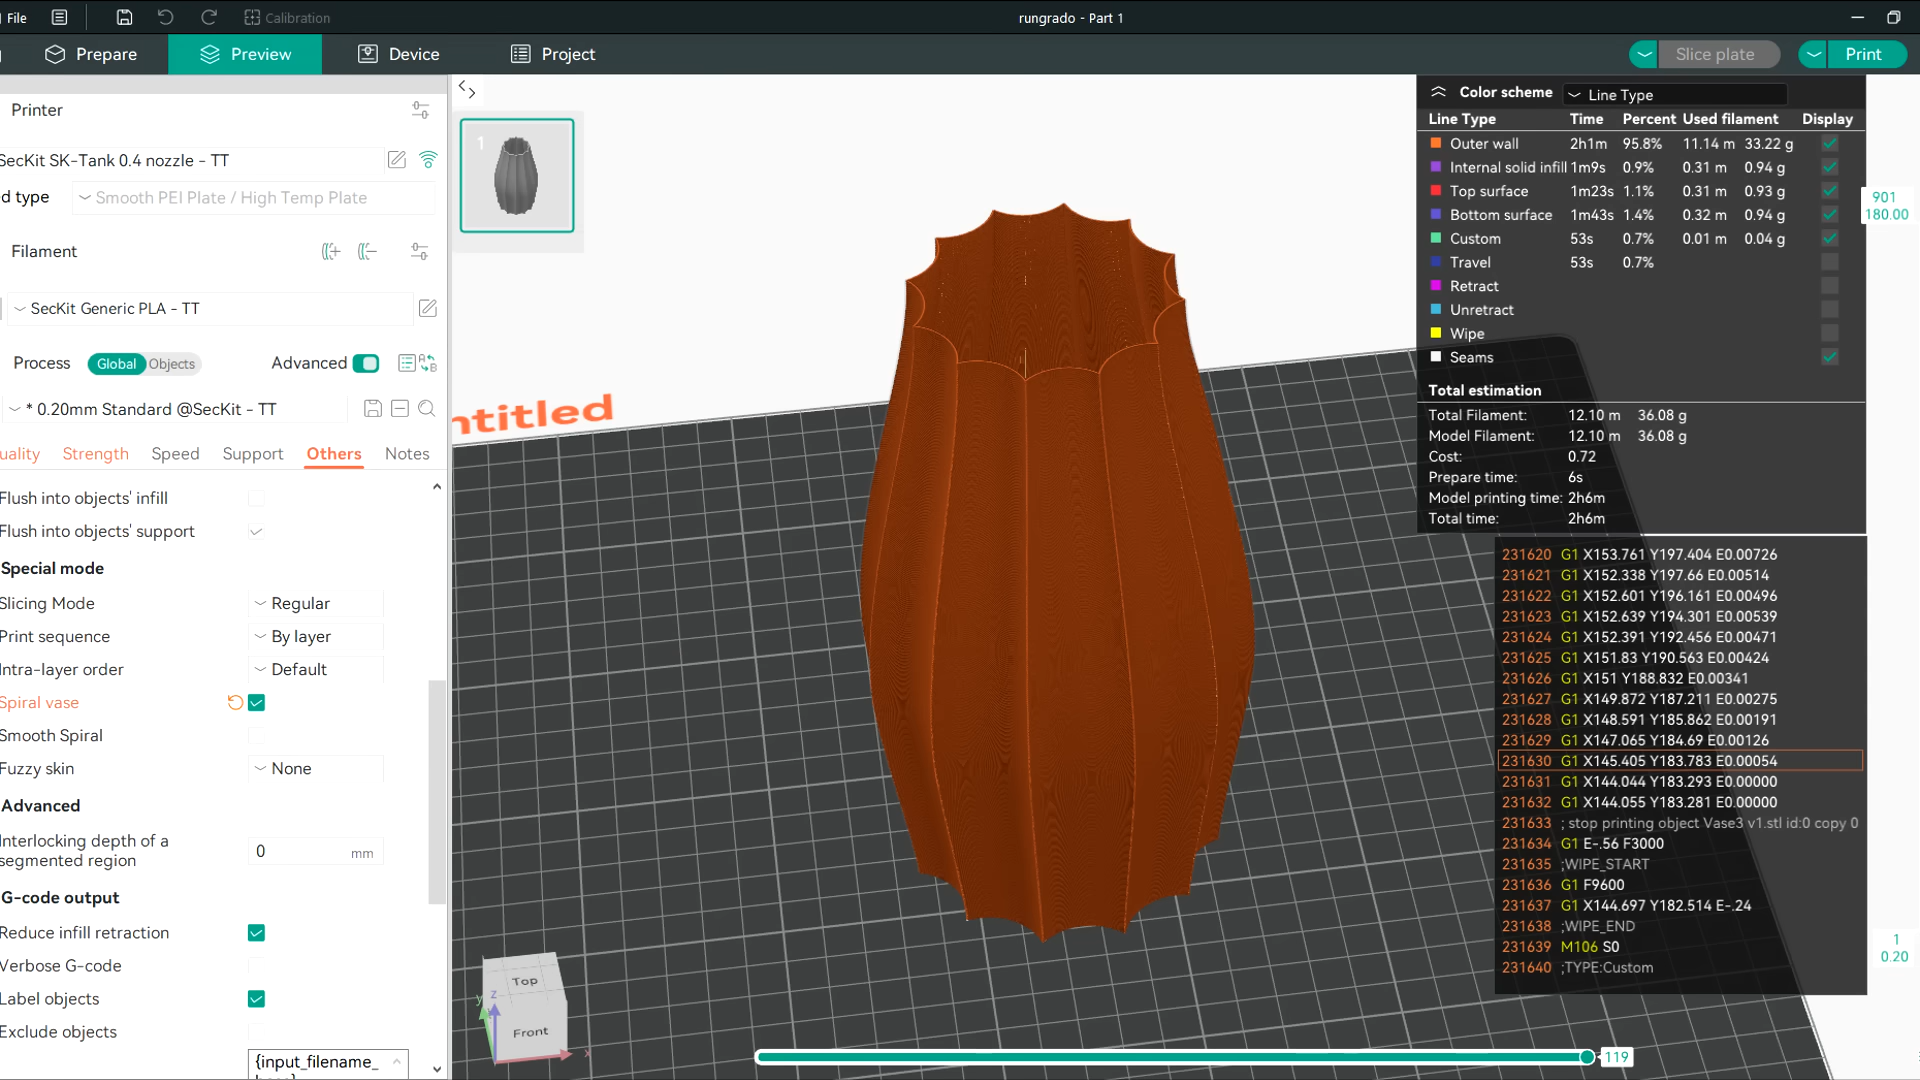 File
Calibration
rungrado - Part 1
Prepare
Preview
Device
Project
Slice plate
Print
Printer
SecKit SK-Tank 0.4 nozzle - TT
d type
Smooth PEI Plate / High Temp Plate
Filament
SecKit Generic PLA - TT
Process
Global
Objects
Advanced
* 0.20mm Standard @SecKit - TT
uality
Strength
Speed
Support
Others
Notes
Flush into objects' infill
Flush into objects' support
Special mode
Slicing Mode
Regular
Print sequence
By layer
Intra-layer order
Default
Spiral vase
Smooth Spiral
Fuzzy skin
None
Advanced
Interlocking depth of a
segmented region
0
mm
G-code output
Reduce infill retraction
Verbose G-code
Label objects
Exclude objects
{input_filename_
1
ntitled
Top
Front
z
y
x
Color scheme
Line Type
Line Type Time Percent Used filament Display
Outer wall 2h1m 95.8% 11.14 m 33.22 g
Internal solid infill 1m9s 0.9% 0.31 m 0.94 g
Top surface 1m23s 1.1% 0.31 m 0.93 g
Bottom surface 1m43s 1.4% 0.32 m 0.94 g
Custom 53s 0.7% 0.01 m 0.04 g
Travel 53s 0.7%
Retract
Unretract
Wipe
Seams
Total estimation
Total Filament: 12.10 m 36.08 g
Model Filament: 12.10 m 36.08 g
Cost: 0.72
Prepare time: 6s
Model printing time: 2h6m
Total time: 2h6m
901
180.00
231620 G1 X153.761 Y197.404 E0.00726
231621 G1 X152.338 Y197.66 E0.00514
231622 G1 X152.601 Y196.161 E0.00496
231623 G1 X152.639 Y194.301 E0.00539
231624 G1 X152.391 Y192.456 E0.00471
231625 G1 X151.83 Y190.563 E0.00424
231626 G1 X151 Y188.832 E0.00341
231627 G1 X149.872 Y187.211 E0.00275
231628 G1 X148.591 Y185.862 E0.00191
231629 G1 X147.065 Y184.69 E0.00126
231630 G1 X145.405 Y183.783 E0.00054
231631 G1 X144.044 Y183.293 E0.00000
231632 G1 X144.055 Y183.281 E0.00000
231633 ; stop printing object Vase3 v1.stl id:0 copy 0
231634 G1 E-.56 F3000
231635 ;WIPE_START
231636 G1 F9600
231637 G1 X144.697 Y182.514 E-.24
231638 ;WIPE_END
231639 M106 S0
231640 ;TYPE:Custom
1
0.20
119